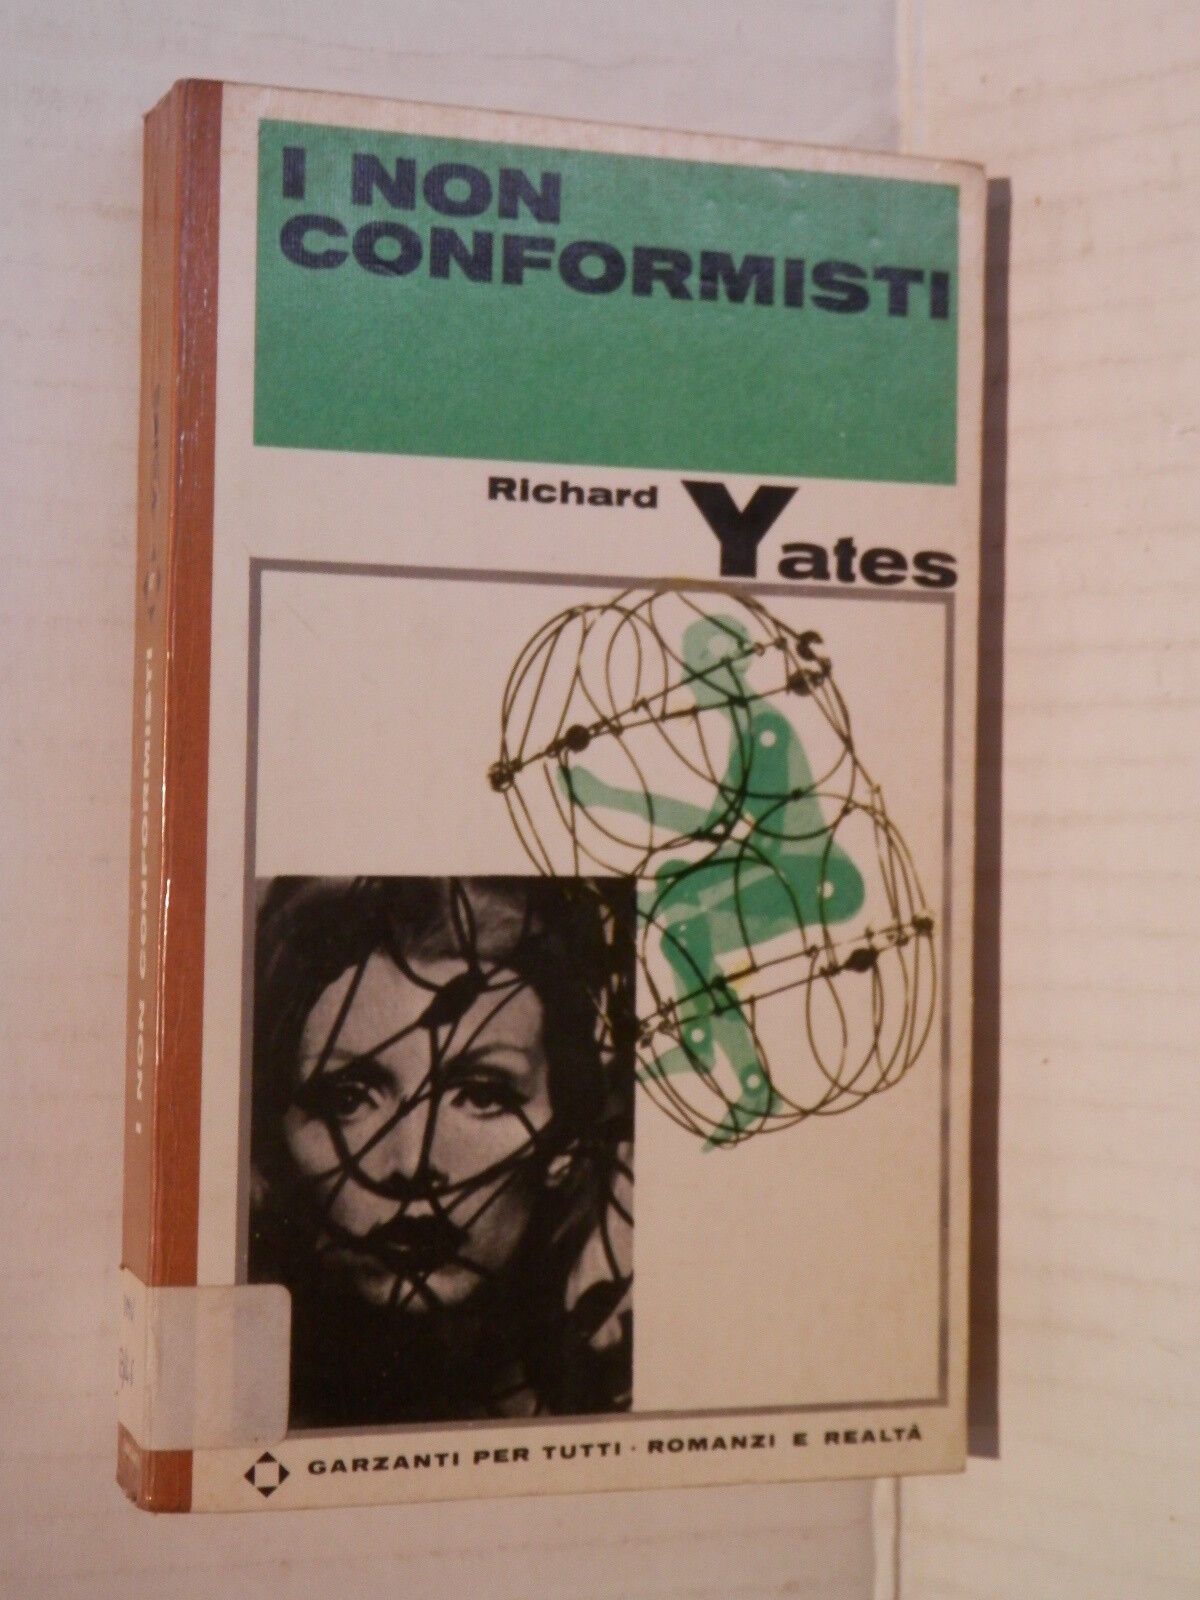 I NON
CONFORMISTI
Richard Yates
GARZANTI PER TUTTI · ROMANZI E REALTÀ
I NON CONFORMISTI